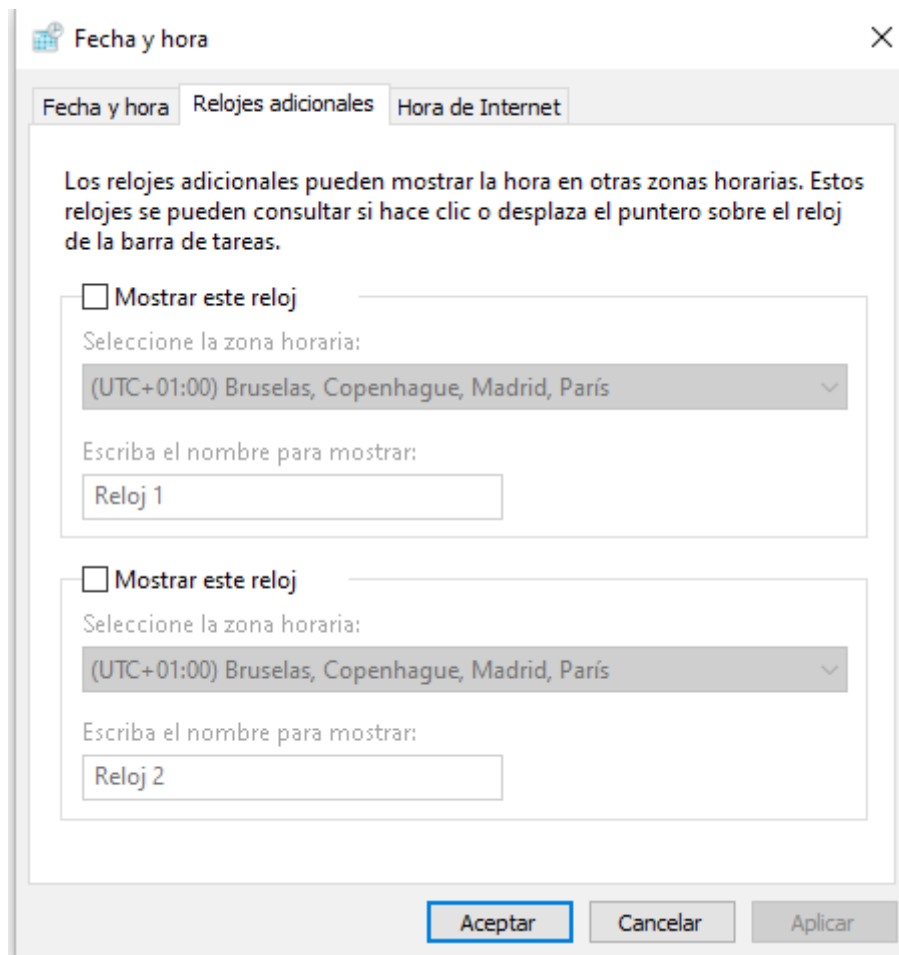 Fecha y hora
Fecha y hora
Relojes adicionales
Hora de Internet
Los relojes adicionales pueden mostrar la hora en otras zonas horarias. Estos
relojes se pueden consultar si hace clic o desplaza el puntero sobre el reloj
de la barra de tareas.
Mostrar este reloj
Seleccione la zona horaria:
(UTC+01:00) Bruselas, Copenhague, Madrid, París
Escriba el nombre para mostrar:
Reloj 1
Mostrar este reloj
Seleccione la zona horaria:
(UTC+01:00) Bruselas, Copenhague, Madrid, París
Escriba el nombre para mostrar:
Reloj 2
Aceptar
Cancelar
Aplicar